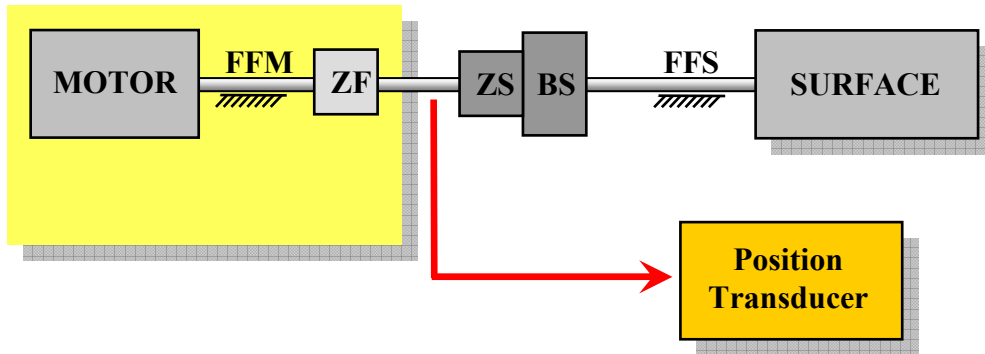 MOTOR
FFM
ZF
ZS
BS
FFS
SURFACE
Position
Transducer